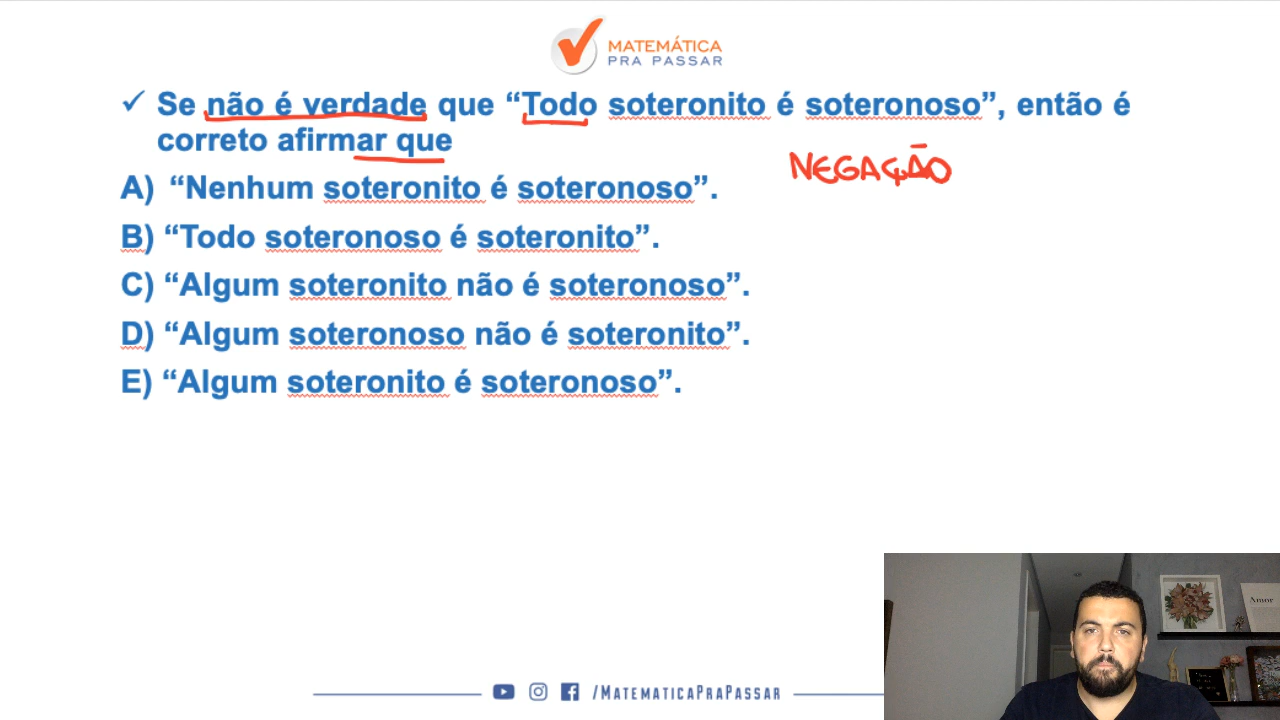 MATEMÁTICA
PRA PASSAR
✓ Se não é verdade que “Todo soteronito é soteronoso”, então é
correto afirmar que
NEGAÇÃO
A) “Nenhum soteronito é soteronoso”.
B) “Todo soteronoso é soteronito”.
C) “Algum soteronito não é soteronoso”.
D) “Algum soteronoso não é soteronito”.
E) “Algum soteronito é soteronoso”.
Amor
/MATEMATICAPRAPASSAR